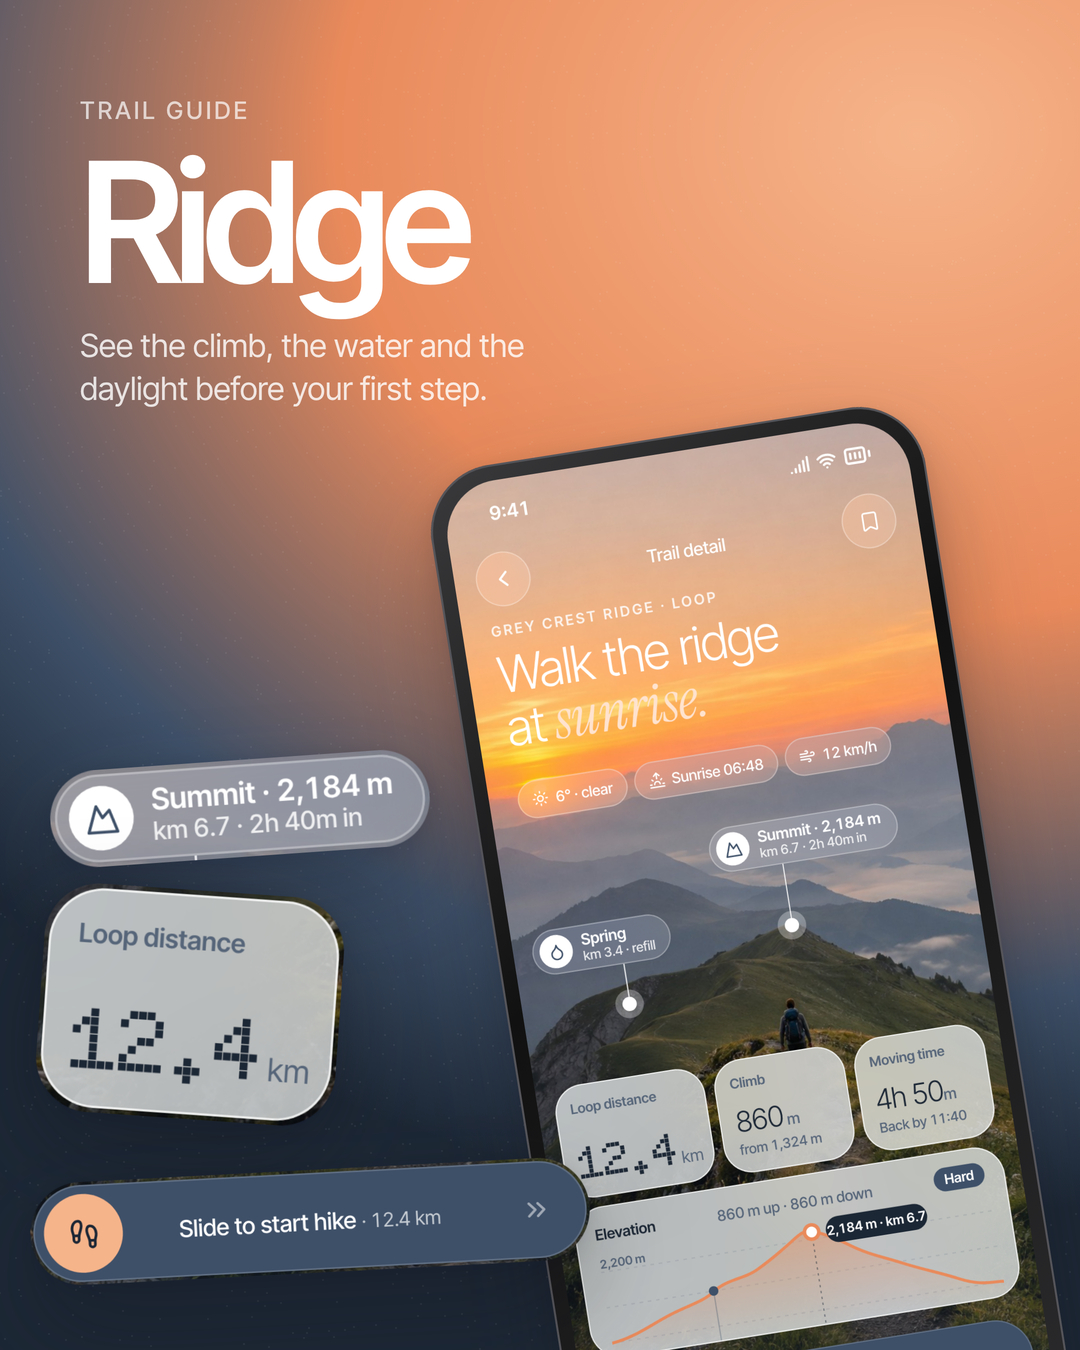 TRAIL GUIDE
Ridge
See the climb, the water and the
daylight before your first step.
9:41
Trail detail
GREY CREST RIDGE · LOOP
Walk the ridge
at sunrise.
6° · clear
Sunrise 06:48
12 km/h
Summit · 2,184 m
km 6.7 · 2h 40m in
Spring
km 3.4 · refill
Loop distance
12.4 km
Climb
860 m
from 1,324 m
Moving time
4h 50m
Back by 11:40
Elevation
860 m up · 860 m down
Hard
2,200 m
2,184 m · km 6.7
Summit · 2,184 m
km 6.7 · 2h 40m in
Loop distance
12.4 km
Slide to start hike · 12.4 km